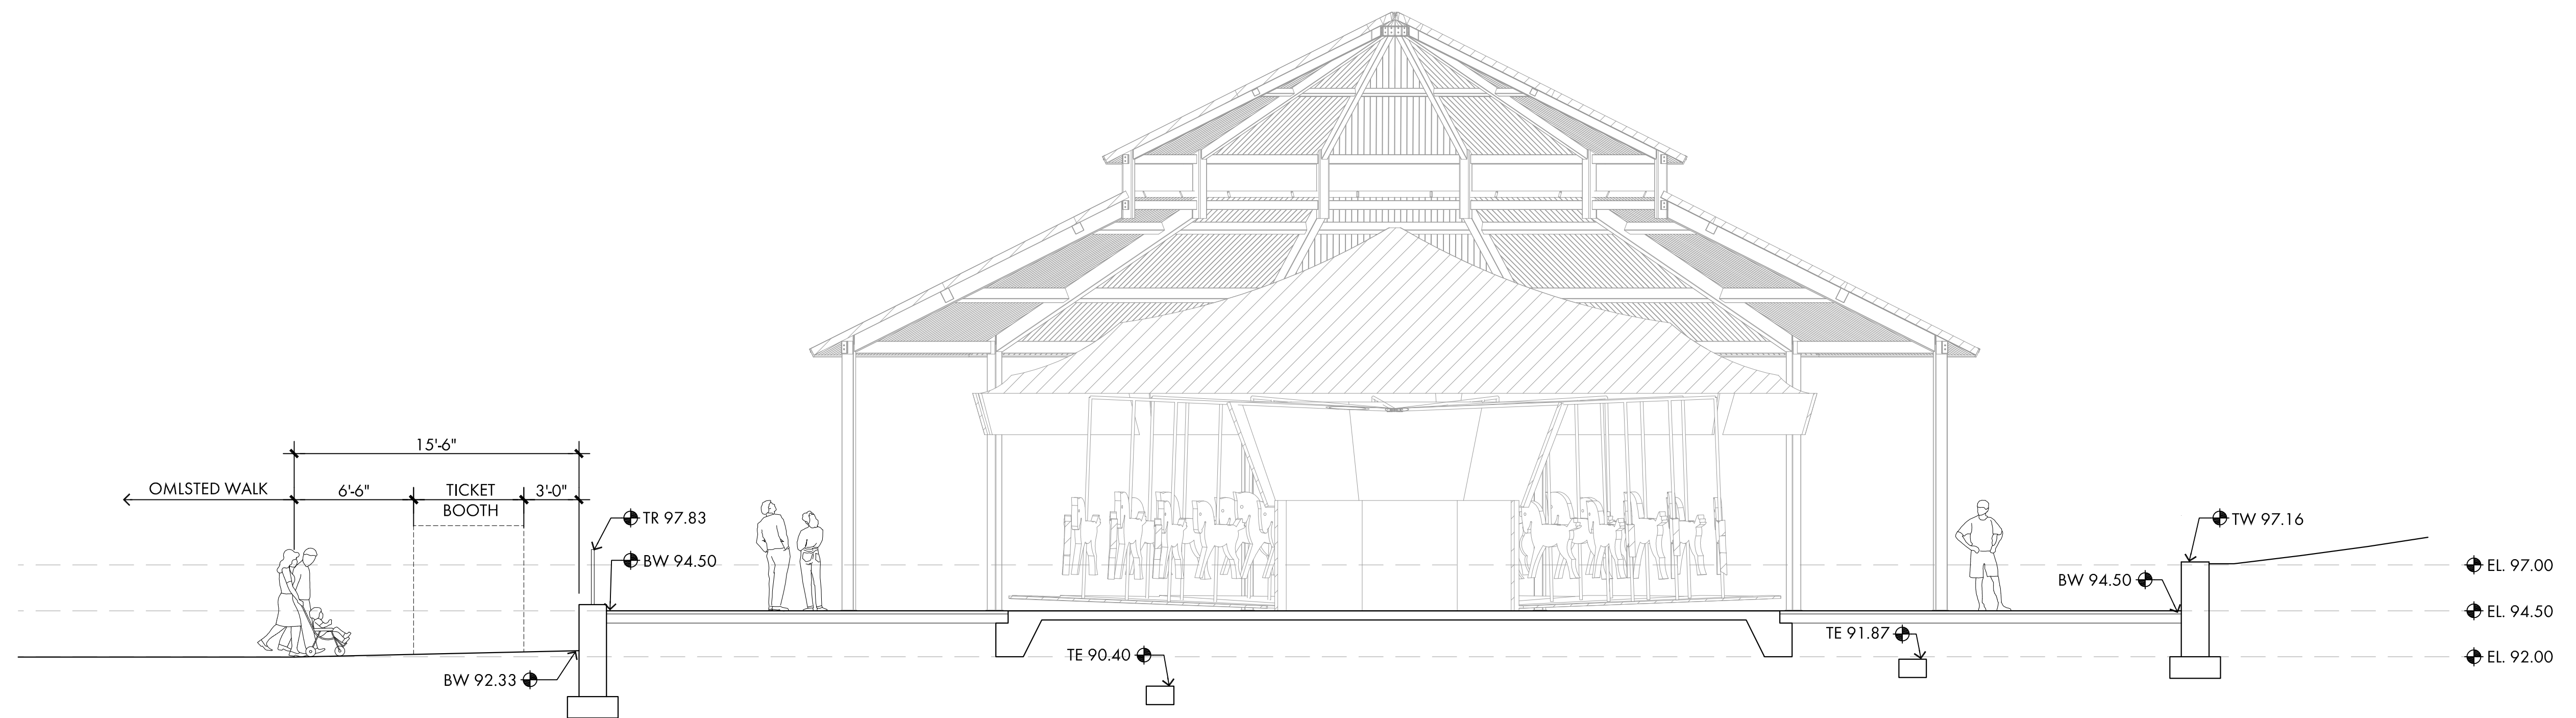 15'-6"
OMLSTED WALK
6'-6"
TICKET
BOOTH
3'-0"
TR 97.83
BW 94.50
BW 92.33
TE 90.40
TE 91.87
BW 94.50
TW 97.16
EL. 97.00
EL. 94.50
EL. 92.00